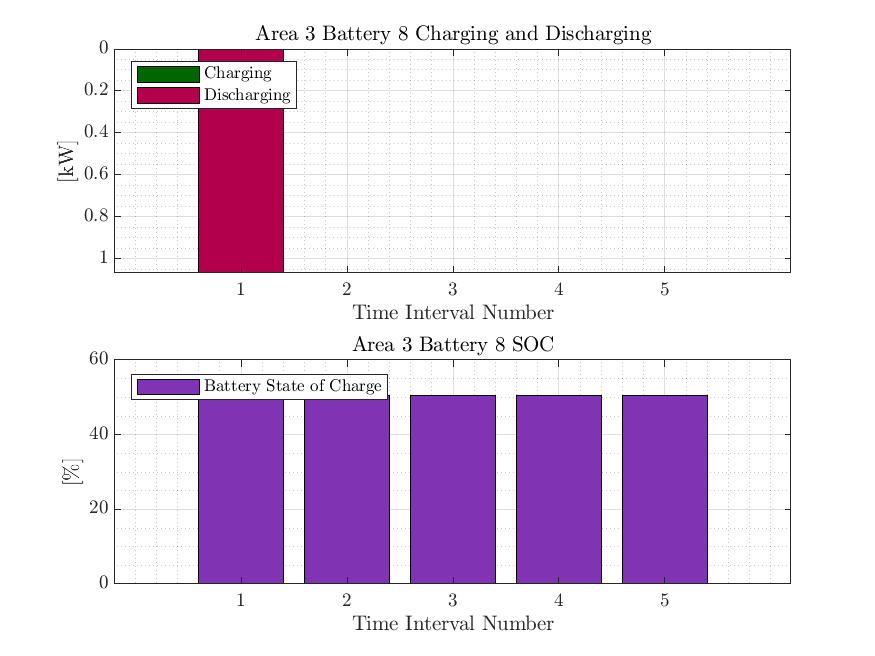 Area 3 Battery 8 Charging and Discharging
0
0.2
0.4
0.6
0.8
1
[kW]
Charging
Discharging
1 2 3 4 5
Time Interval Number
Area 3 Battery 8 SOC
60
40
20
0
[%]
Battery State of Charge
1 2 3 4 5
Time Interval Number